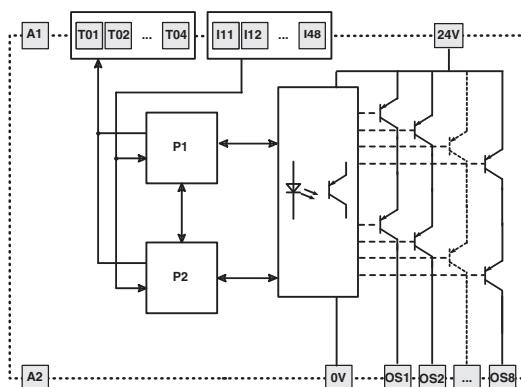 A1 T01 T02 ... T04 I11 I12 ... I48 24V
P1
P2
A2 0V OS1 OS2 ... OS8